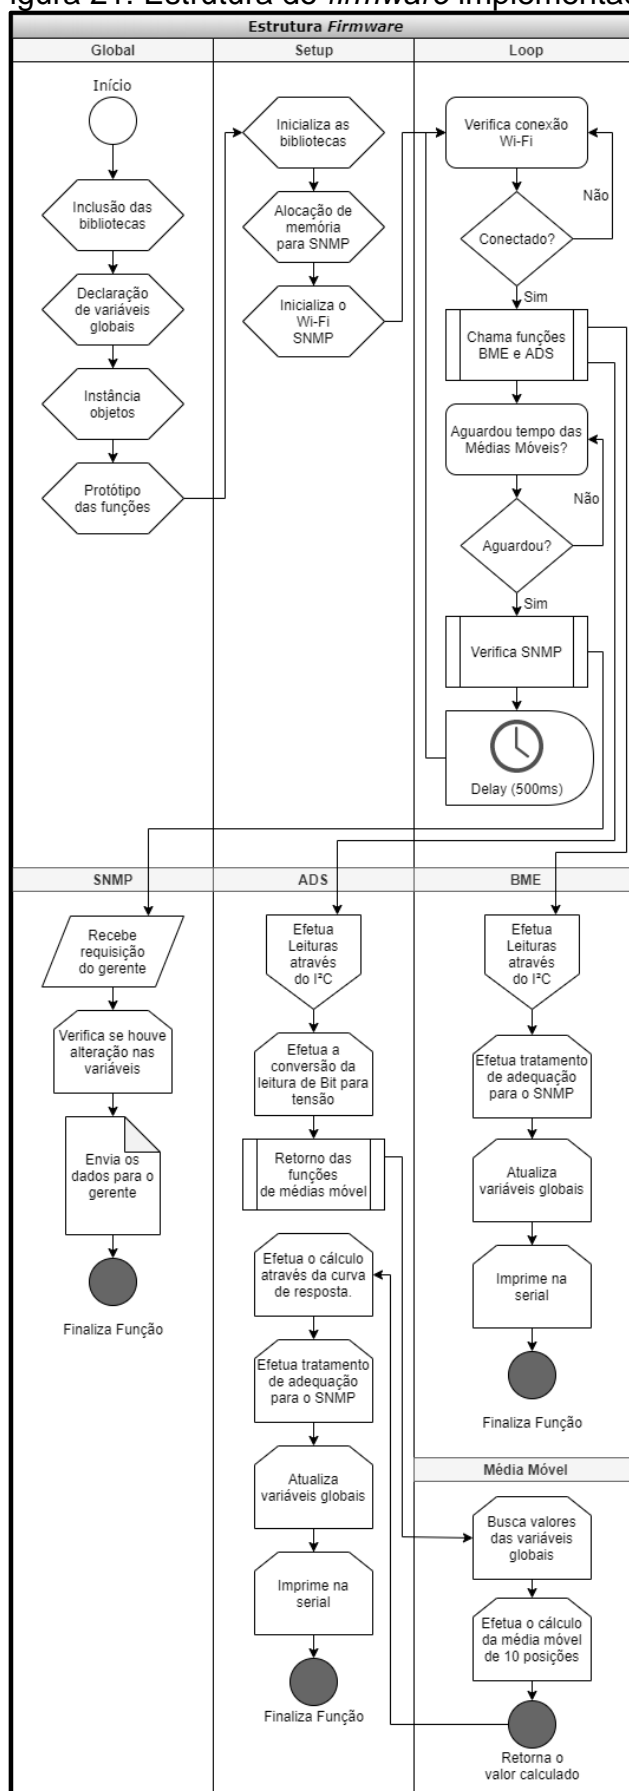 igura 21: Estrutura do firmware implementad
Estrutura Firmware
Global
Setup
Loop
Início
Inclusão das
bibliotecas
Declaração
de variáveis
globais
Instância
objetos
Protótipo
das funções
Inicializa as
bibliotecas
Alocação de
memória
para SNMP
Inicializa o
Wi-Fi
SNMP
Verifica conexão
Wi-Fi
Não
Conectado?
Sim
Chama funções
BME e ADS
Aguardou tempo das
Médias Móveis?
Não
Aguardou?
Sim
Verifica SNMP
Delay (500ms)
SNMP
ADS
BME
Recebe
requisição
do gerente
Verifica se houve
alteração nas
variáveis
Envia os
dados para o
gerente
Finaliza Função
Efetua
Leituras
através
do I²C
Efetua a
conversão da
leitura de Bit para
tensão
Retorno das
funções
de médias móvel
Efetua o cálculo
através da curva
de resposta.
Efetua tratamento
de adequação
para o SNMP
Atualiza
variáveis globais
Imprime na
serial
Finaliza Função
Efetua
Leituras
através
do I²C
Efetua tratamento
de adequação
para o SNMP
Atualiza
variáveis globais
Imprime na
serial
Finaliza Função
Média Móvel
Busca valores
das variáveis
globais
Efetua o cálculo
da média móvel
de 10 posições
Retorna o
valor calculado